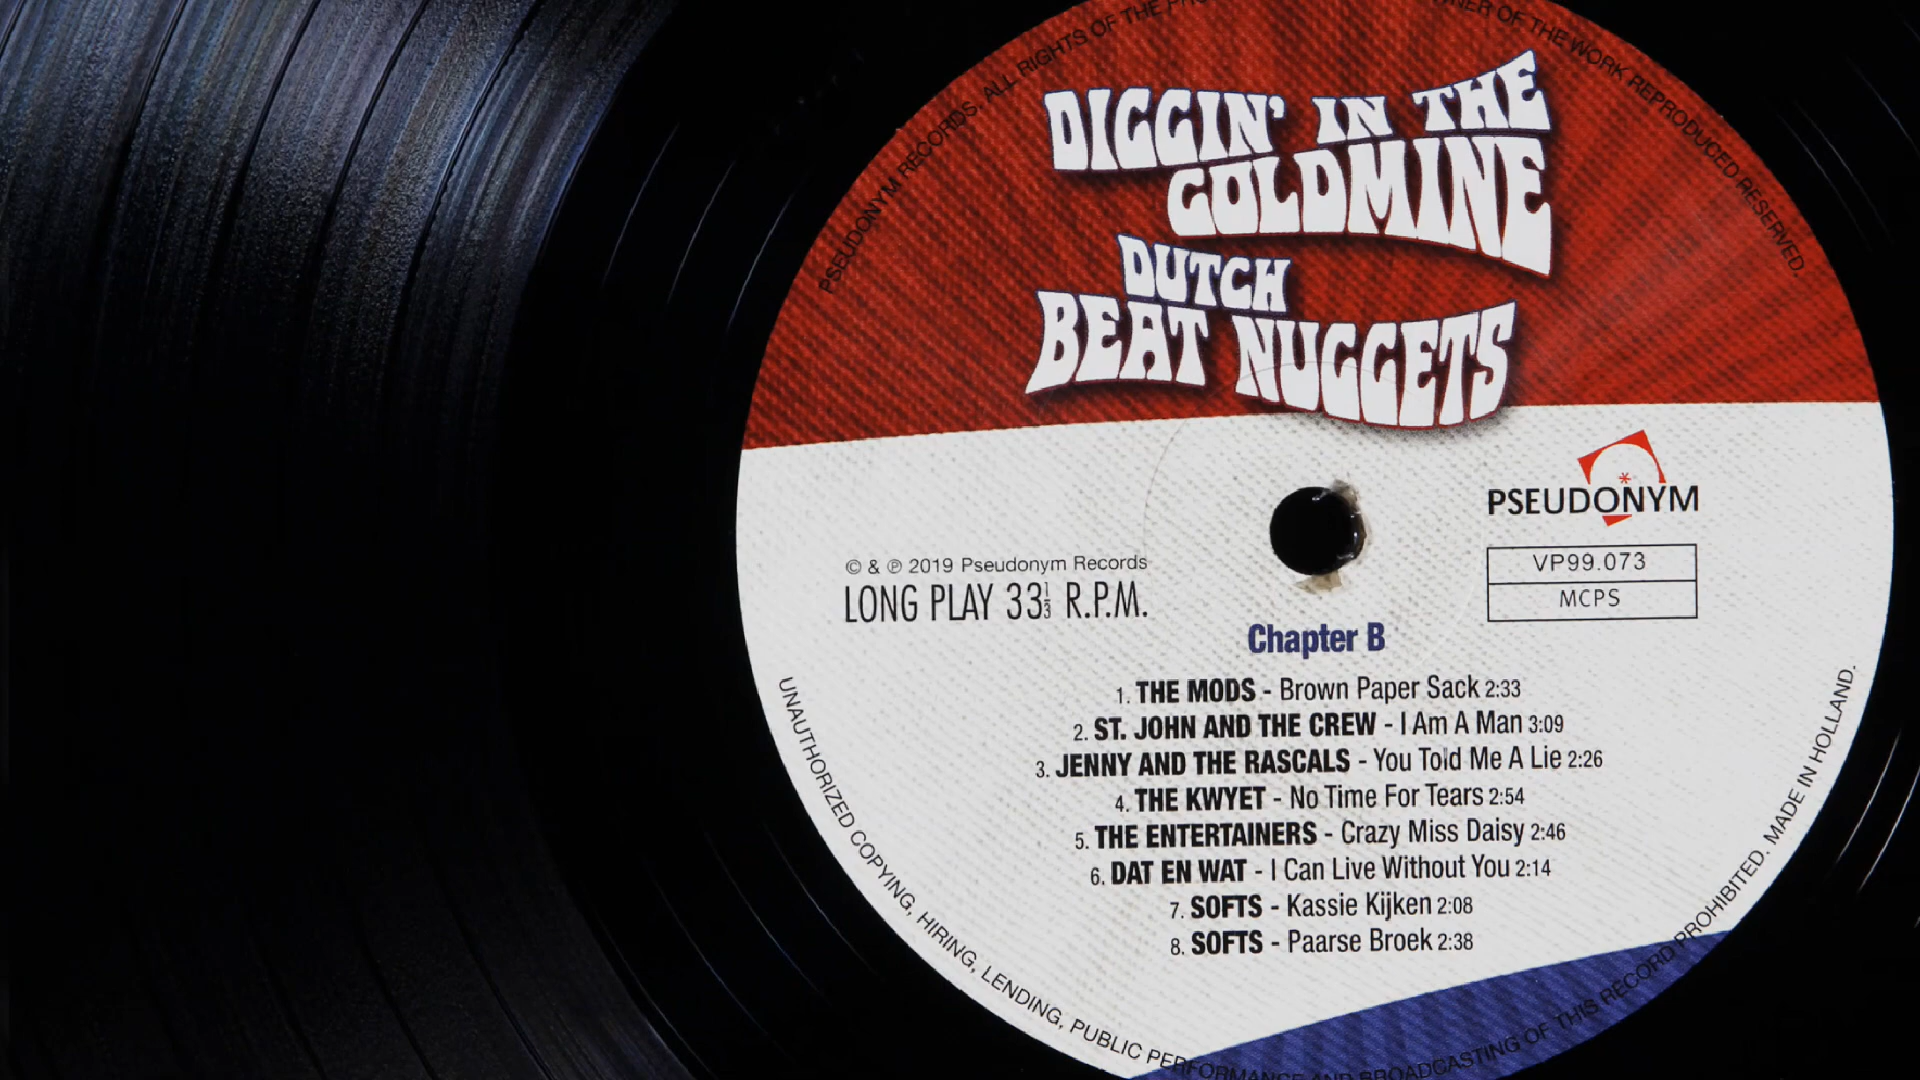 PSEUDONYM RECORDS. ALL RIGHTS OF THE
OWNER OF THE WORK REPRODUCED RESERVED.
DIGGIN' IN THE
GOLDMINE
DUTCH
BEAT NUGGETS
PSEUDONYM
© & ℗ 2019 Pseudonym Records
LONG PLAY 33⅓ R.P.M.
VP99.073
MCPS
Chapter B
1. THE MODS - Brown Paper Sack 2:33
2. ST. JOHN AND THE CREW - I Am A Man 3:09
3. JENNY AND THE RASCALS - You Told Me A Lie 2:26
4. THE KWYET - No Time For Tears 2:54
5. THE ENTERTAINERS - Crazy Miss Daisy 2:46
6. DAT EN WAT - I Can Live Without You 2:14
7. SOFTS - Kassie Kijken 2:08
8. SOFTS - Paarse Broek 2:38
UNAUTHORIZED COPYING, HIRING, LENDING, PUBLIC PERFORMANCE AND BROADCASTING OF THIS RECORD PROHIBITED. MADE IN HOLLAND.